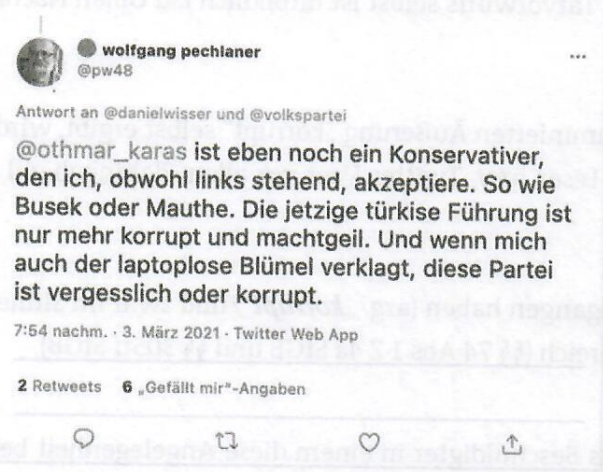 wolfgang pechlaner
@pw48
Antwort an @danielwisser und @volkspartei
@othmar_karas ist eben noch ein Konservativer,
den ich, obwohl links stehend, akzeptiere. So wie
Busek oder Mauthe. Die jetzige türkise Führung ist
nur mehr korrupt und machtgeil. Und wenn mich
auch der laptoplose Blümel verklagt, diese Partei
ist vergesslich oder korrupt.
7:54 nachm. · 3. März 2021 · Twitter Web App
2 Retweets 6 „Gefällt mir"-Angaben